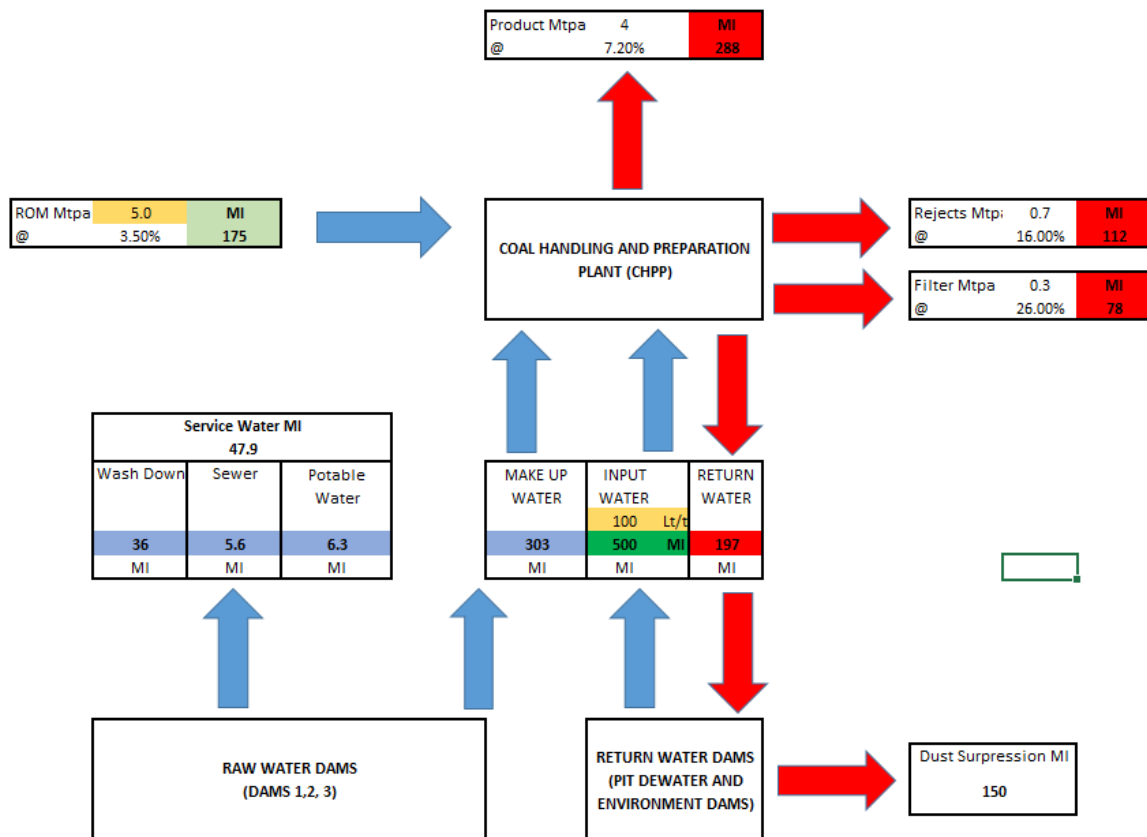 Product Mtpa 4 Ml
@ 7.20% 288
ROM Mtpa 5.0 Ml
@ 3.50% 175
COAL HANDLING AND PREPARATION
PLANT (CHPP)
Rejects Mtpa 0.7 Ml
@ 16.00% 112
Filter Mtpa 0.3 Ml
@ 26.00% 78
Service Water Ml
47.9
Wash Down Sewer Potable
Water
36 5.6 6.3
Ml Ml Ml
MAKE UP INPUT RETURN
WATER WATER WATER
100 Lt/t
303 500 Ml 197
Ml Ml Ml
RAW WATER DAMS
(DAMS 1,2, 3)
RETURN WATER DAMS
(PIT DEWATER AND
ENVIRONMENT DAMS)
Dust Surpression Ml
150